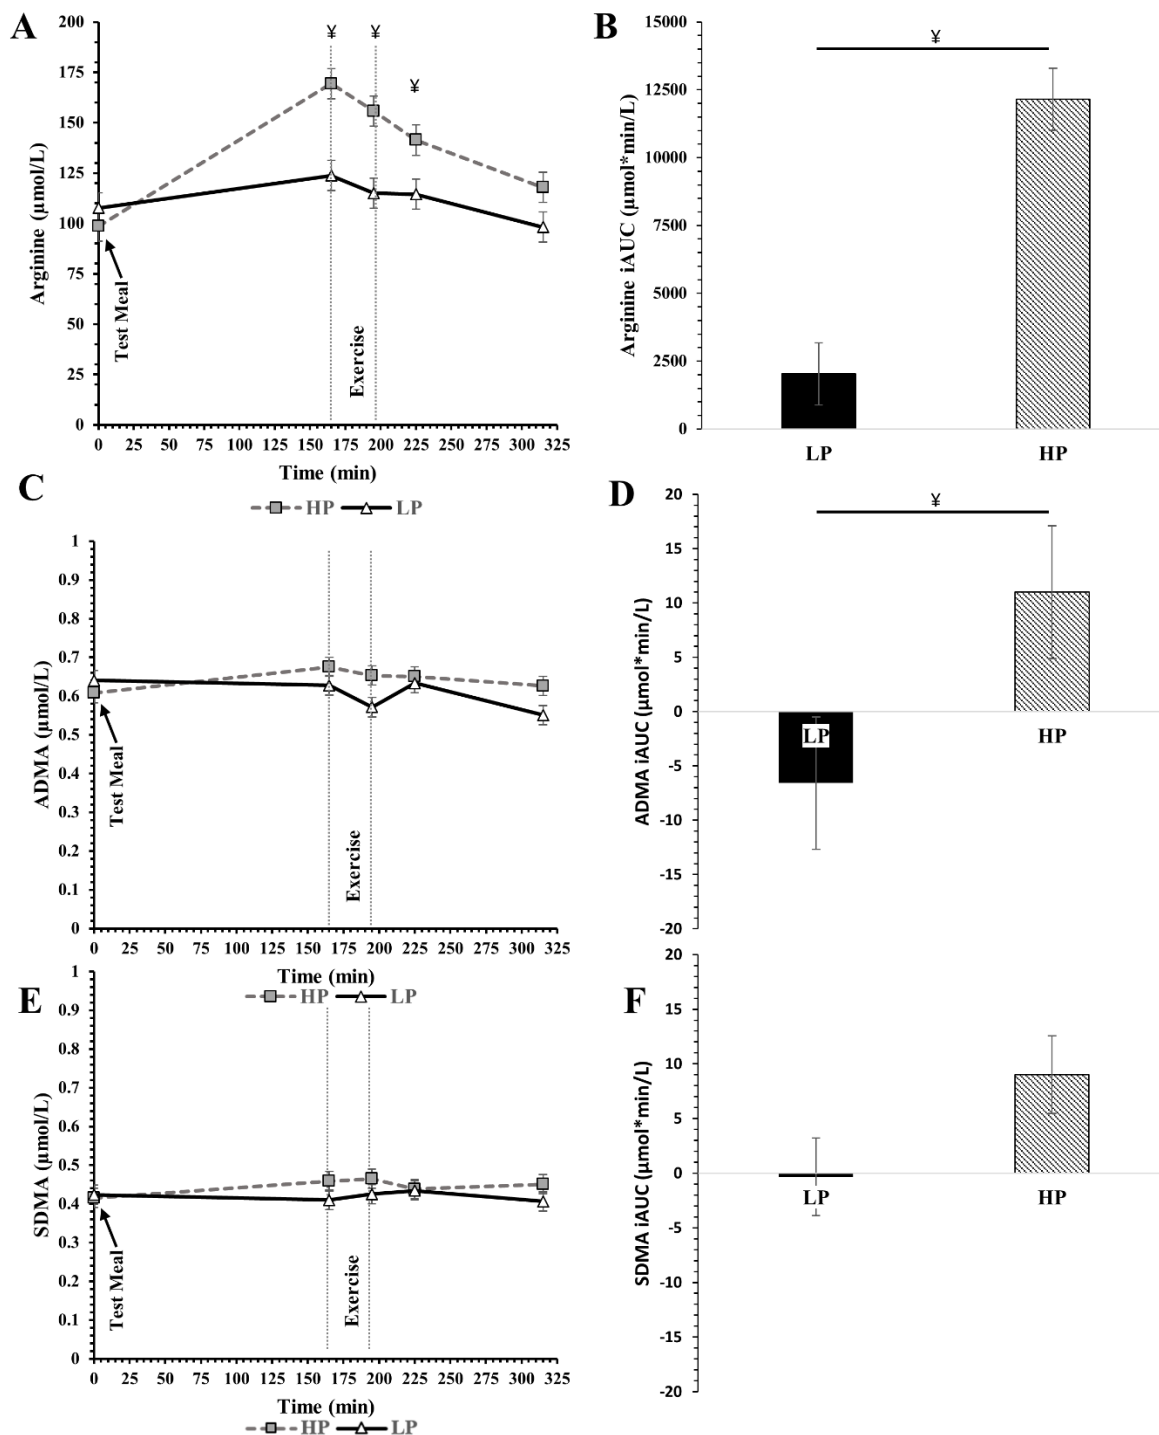 A
Arginine (µmol/L)
200
175
150
125
100
75
50
25
0
¥ ¥
¥
Test Meal
Exercise
0 25 50 75 100 125 150 175 200 225 250 275 300 325
Time (min)
HP LP
B
Arginine iAUC (µmol*min/L)
15000
12500
10000
7500
5000
2500
0
¥
LP HP
C
ADMA (µmol/L)
1
0.9
0.8
0.7
0.6
0.5
0.4
0.3
0.2
0.1
0
Test Meal
Exercise
0 25 50 75 100 125 150 175 200 225 250 275 300 325
Time (min)
HP LP
D
ADMA iAUC (µmol*min/L)
20
15
10
5
0
-5
-10
-15
-20
¥
LP HP
E
SDMA (µmol/L)
1
0.9
0.8
0.7
0.6
0.5
0.4
0.3
0.2
0.1
0
Test Meal
Exercise
0 25 50 75 100 125 150 175 200 225 250 275 300 325
Time (min)
HP LP
F
SDMA iAUC (µmol*min/L)
20
15
10
5
0
-5
-10
-15
-20
LP HP